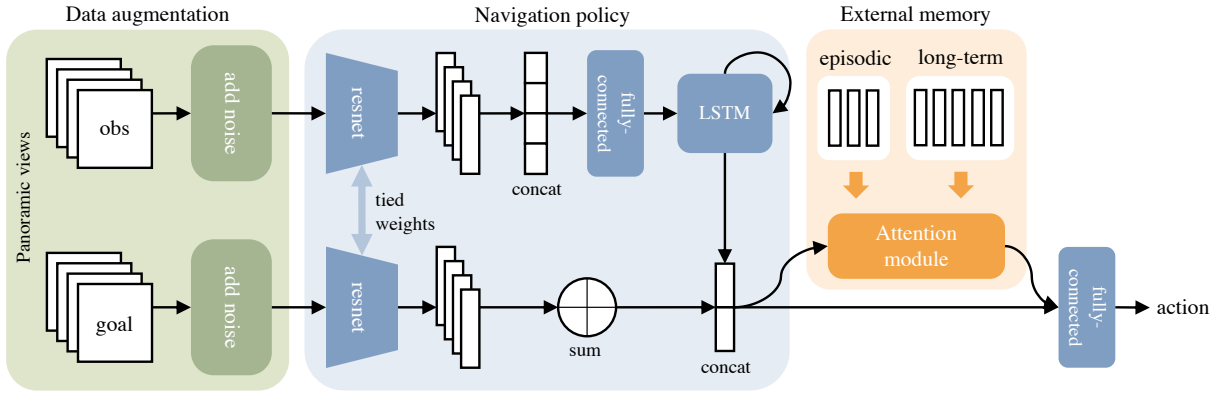 Data augmentation
Navigation policy
External memory
Panoramic views
obs
add noise
resnet
concat
fully-
connected
LSTM
episodic
long-term
tied
weights
goal
add noise
resnet
sum
concat
Attention
module
fully-
connected
action